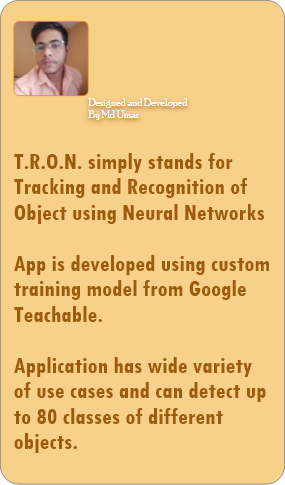 Designed and Developed
By Md Umar
T.R.O.N. simply stands for
Tracking and Recognition of
Object using Neural Networks
App is developed using custom
training model from Google
Teachable.
Application has wide variety
of use cases and can detect up
to 80 classes of different
objects.